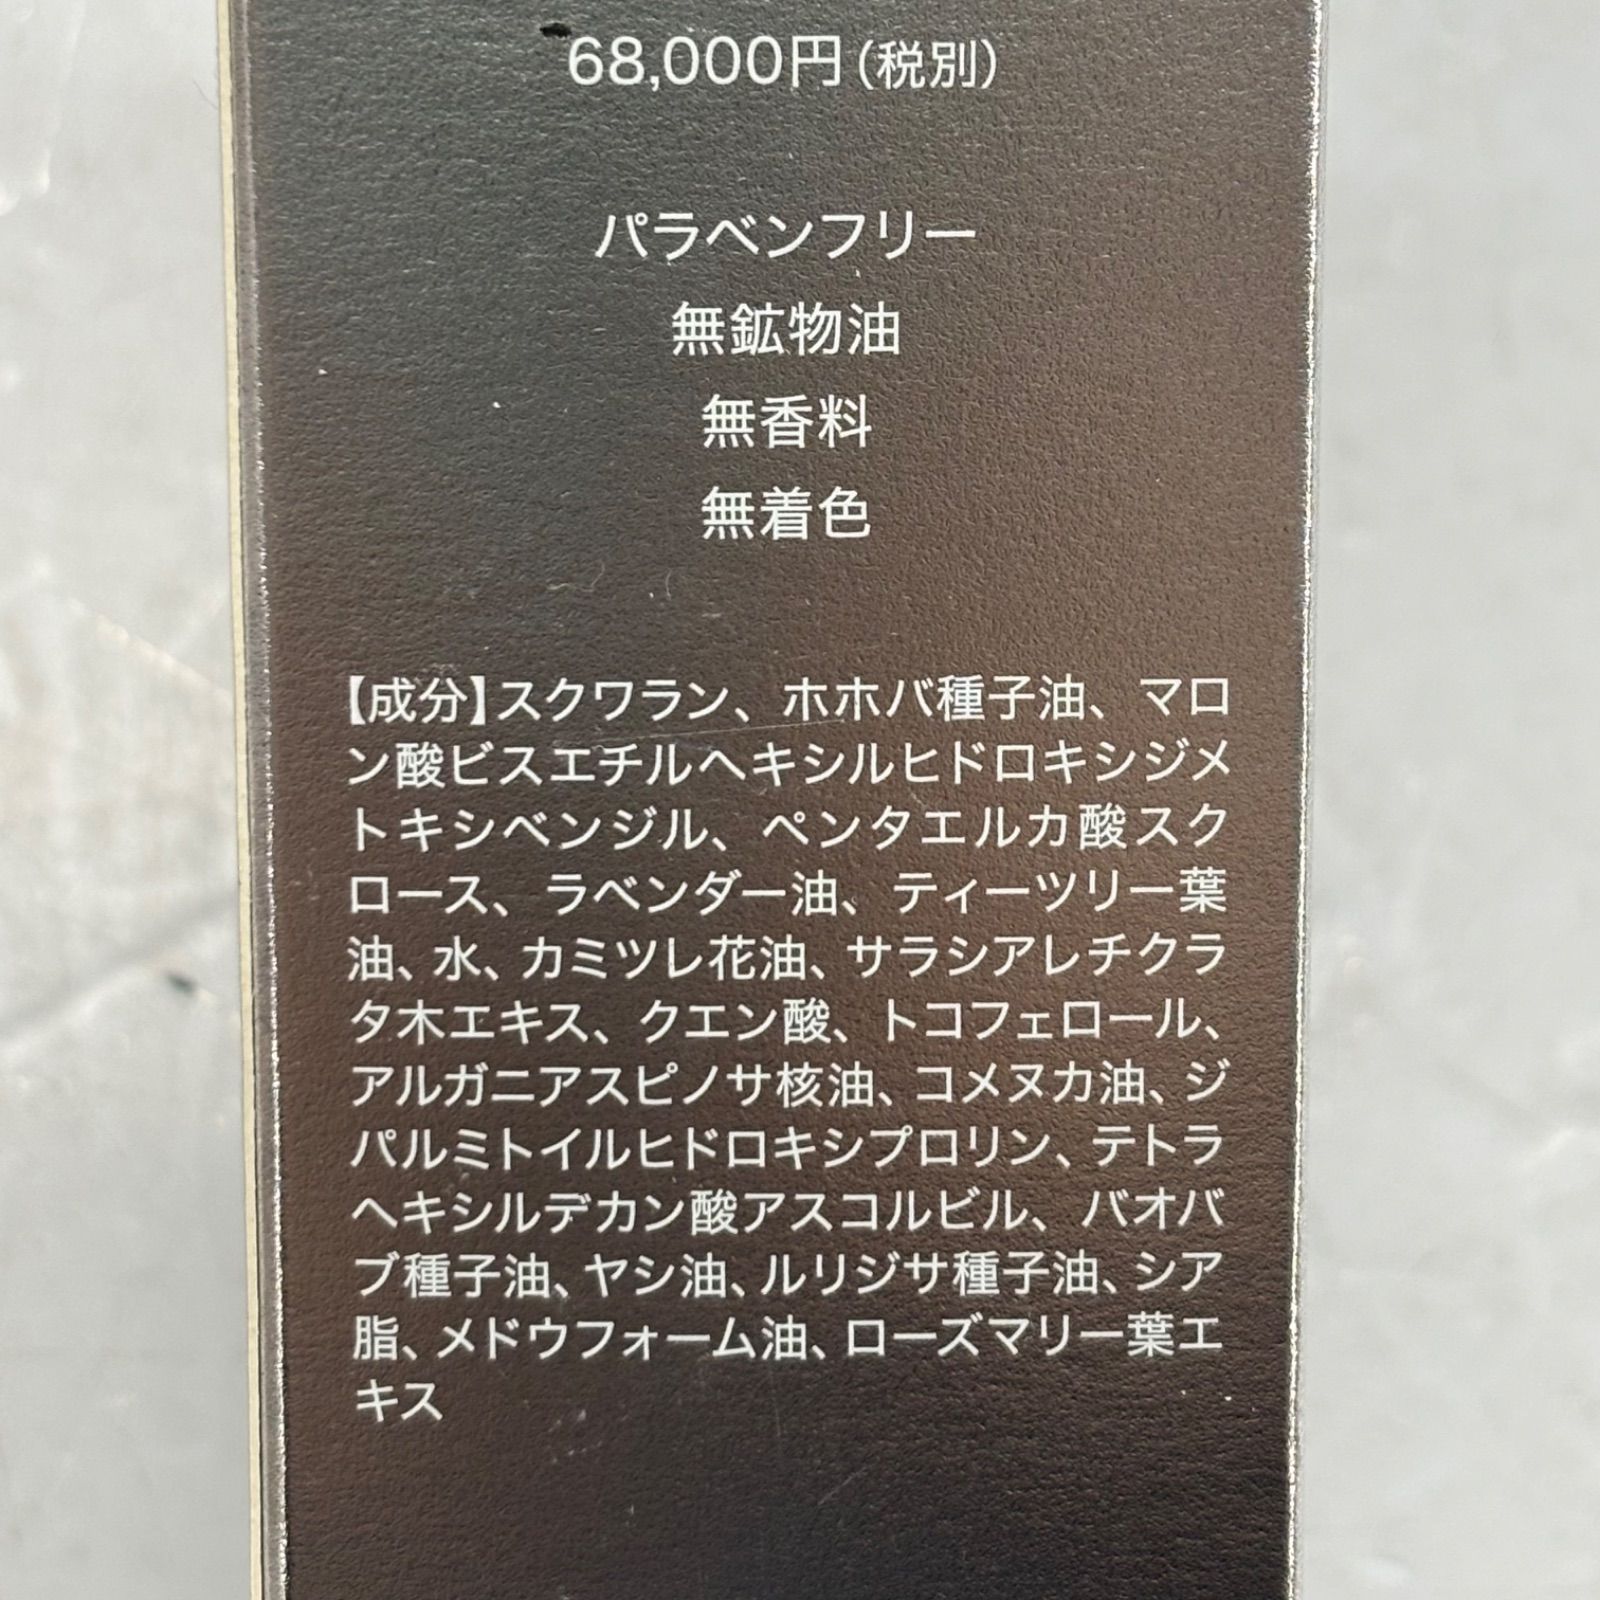 68,000円(税別)
パラベンフリー
無鉱物油
無香料
無着色
【成分】スクワラン、ホホバ種子油、マロ
ン酸ビスエチルヘキシルヒドロキシジメ
トキシベンジル、ペンタエルカ酸スク
ロース、ラベンダー油、ティーツリー葉
油、水、カミツレ花油、サラシアレチクラ
タ木エキス、クエン酸、トコフェロール、
アルガニアスピノサ核油、コメヌカ油、ジ
パルミトイルヒドロキシプロリン、テトラ
ヘキシルデカン酸アスコルビル、バオバ
ブ種子油、ヤシ油、ルリジサ種子油、シア
脂、メドウフォーム油、ローズマリー葉エ
キス